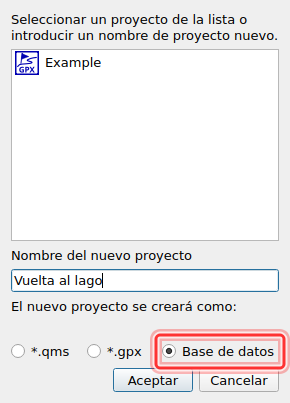 Seleccionar un proyecto de la lista o
introducir un nombre de proyecto nuevo.
GPX
Example
Nombre del nuevo proyecto
Vuelta al lago
El nuevo proyecto se creará como:
*.qms
*.gpx
Base de datos
Aceptar
Cancelar